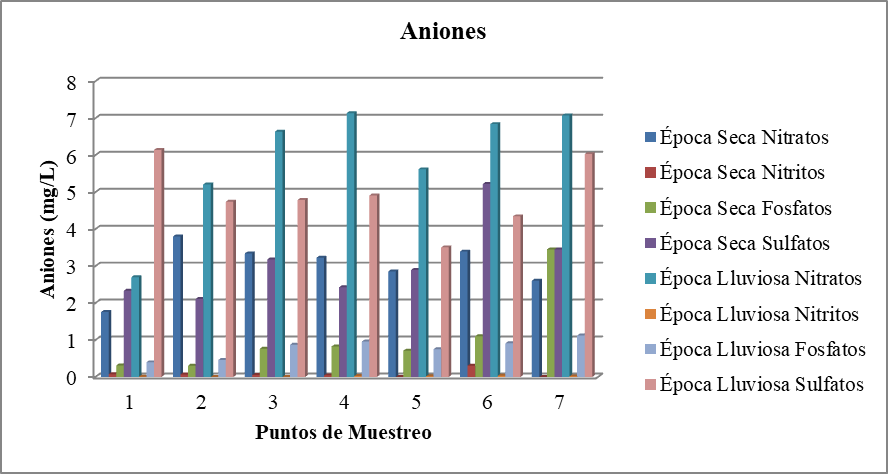 Aniones
8
7
6
5
4
3
2
1
0
Aniones (mg/L)
1 2 3 4 5 6 7
Puntos de Muestreo
Época Seca Nitratos
Época Seca Nitritos
Época Seca Fosfatos
Época Seca Sulfatos
Época Lluviosa Nitratos
Época Lluviosa Nitritos
Época Lluviosa Fosfatos
Época Lluviosa Sulfatos